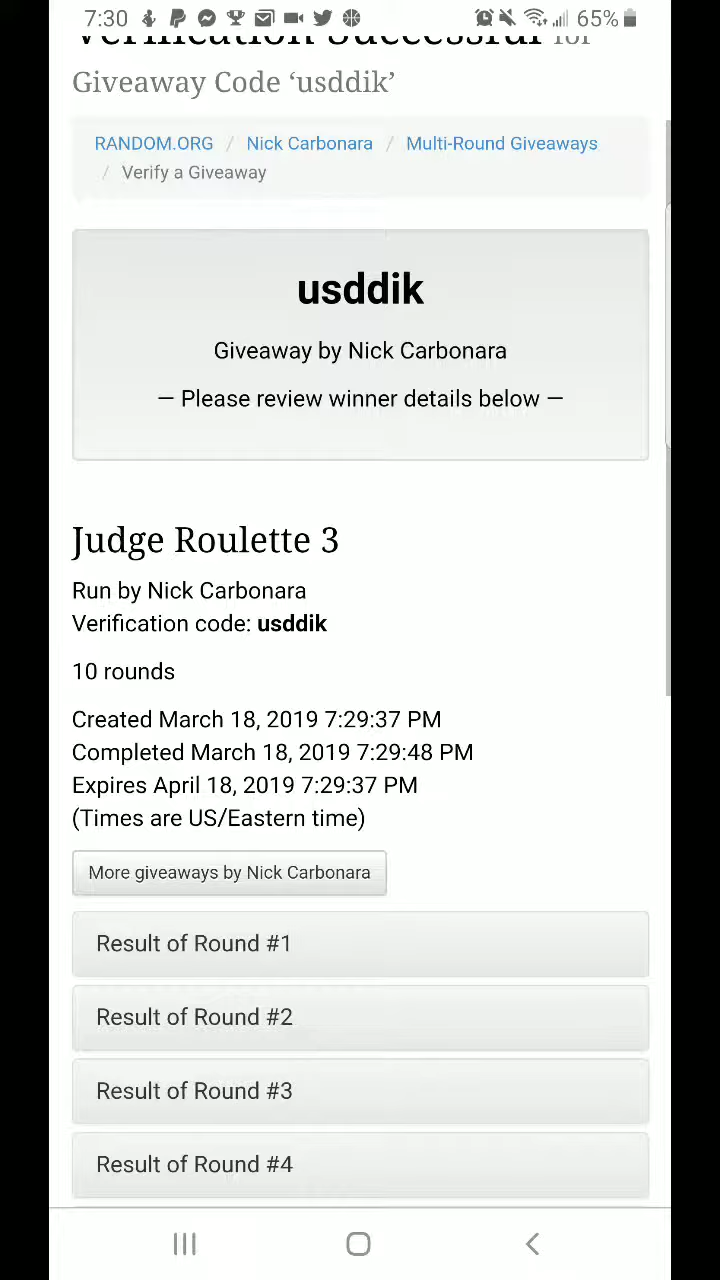 7:30 65%
Verification Successful for
Giveaway Code ‘usddik’
RANDOM.ORG / Nick Carbonara / Multi-Round Giveaways
/ Verify a Giveaway
usddik
Giveaway by Nick Carbonara
— Please review winner details below —
Judge Roulette 3
Run by Nick Carbonara
Verification code: usddik
10 rounds
Created March 18, 2019 7:29:37 PM
Completed March 18, 2019 7:29:48 PM
Expires April 18, 2019 7:29:37 PM
(Times are US/Eastern time)
More giveaways by Nick Carbonara
Result of Round #1
Result of Round #2
Result of Round #3
Result of Round #4